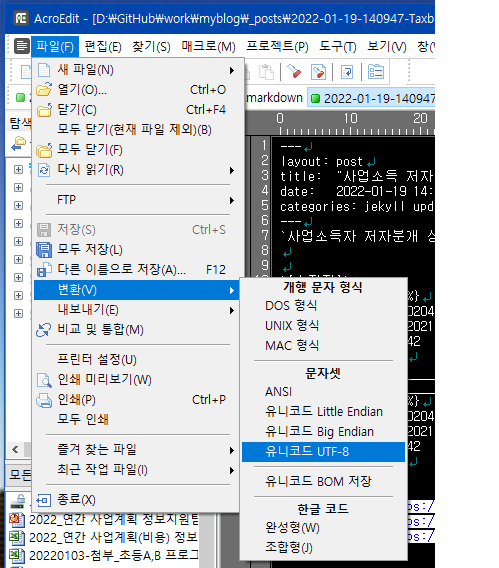 AcroEdit - [D:\GitHub\work\myblog\_posts\2022-01-19-140947-Taxb
파일(F) 편집(E) 찾기(S) 매크로(M) 프로젝트(P) 도구(T) 보기(V) 창(
새 파일(N)
열기(O)... Ctrl+O
닫기(C) Ctrl+F4
모두 닫기(현재 파일 제외)(B)
모두 닫기(F)
다시 읽기(R)
FTP
저장(S) Ctrl+S
모두 저장(L)
다른 이름으로 저장(A)... F12
변환(V)
내보내기(E)
비교 및 통합(M)
프린터 설정(U)
인쇄 미리보기(W)
인쇄(P) Ctrl+P
모두 인쇄
즐겨 찾는 파일
최근 작업 파일(I)
종료(X)
개행 문자 형식
DOS 형식
UNIX 형식
MAC 형식
문자셋
ANSI
유니코드 Little Endian
유니코드 Big Endian
유니코드 UTF-8
유니코드 BOM 저장
한글 코드
완성형(W)
조합형(J)
markdown 2022-01-19-140947
탐색
0 10 20
1 ---
2 layout: post
3 title: "사업소득 저자
4 date: 2022-01-19 14:
5 categories: jekyll upd
6 ---
7 `사업소득자 저자분개 상
8
9
%}
0204
2021
42
%}
0204
2021
42
모든
2022_연간 사업계획 정보지원팀
2022_연간 사업계획(비용) 정보
20220103-첨부_초등A,B 프로그